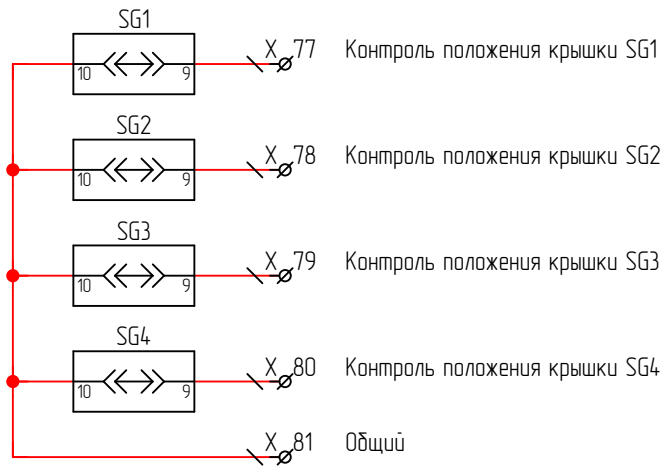 SG1
10 9 X 77 Контроль положения крышки SG1
SG2
10 9 X 78 Контроль положения крышки SG2
SG3
10 9 X 79 Контроль положения крышки SG3
SG4
10 9 X 80 Контроль положения крышки SG4
X 81 Общий